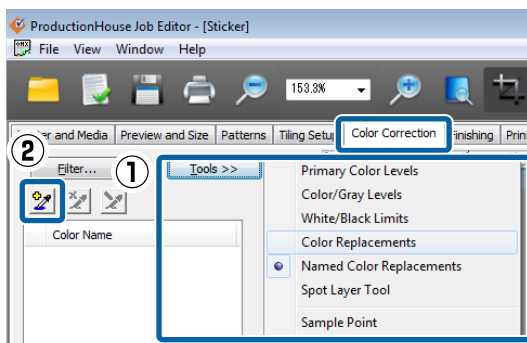 ProductionHouse Job Editor - [Sticker]
File View Window Help
153.3%
and Media Preview and Size Patterns Tiling Setup Color Correction Finishing Prin
② ①
Filter... Tools >>
Primary Color Levels
Color/Gray Levels
White/Black Limits
Color Name
Color Replacements
Named Color Replacements
Spot Layer Tool
Sample Point